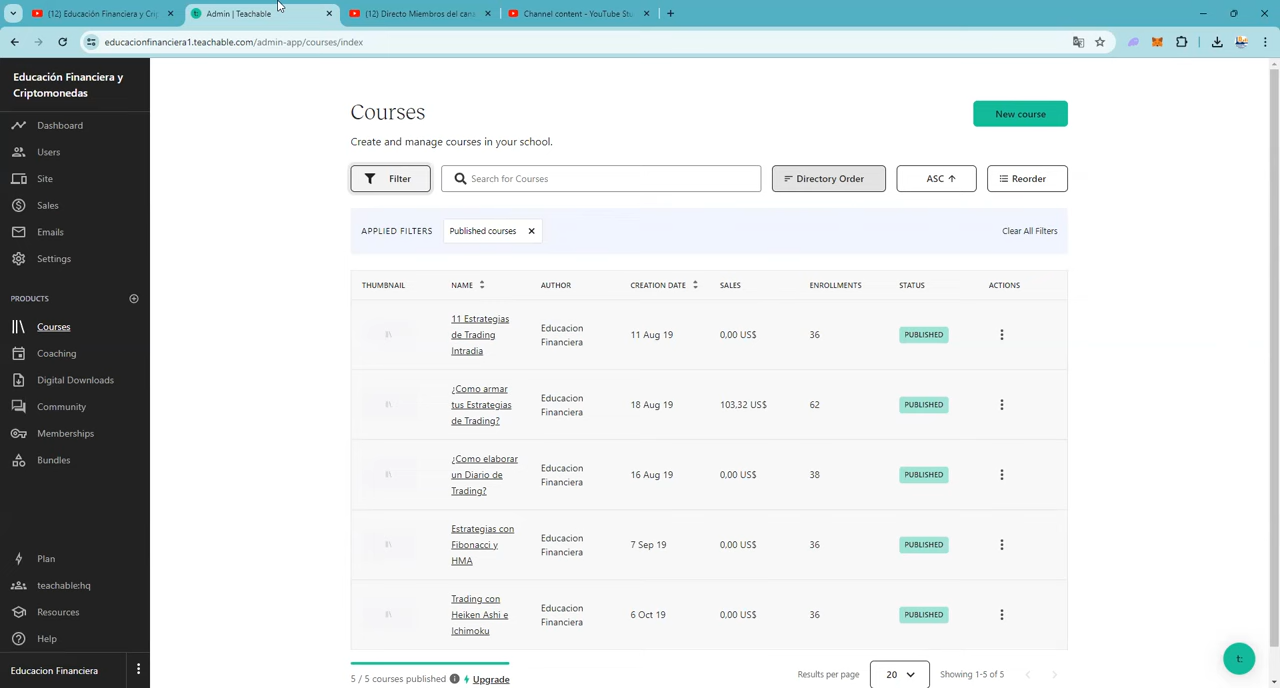 (12) Educación Financiera y Cri
Admin | Teachable
(12) Directo Miembros del cana
Channel content - YouTube Stu
educacionfinanciera1.teachable.com/admin-app/courses/index
Educación Financiera y
Criptomonedas
Dashboard
Users
Site
Sales
Emails
Settings
PRODUCTS
Courses
Coaching
Digital Downloads
Community
Memberships
Bundles
Plan
teachable:hq
Resources
Help
Educacion Financiera
Courses
New course
Create and manage courses in your school.
Filter
Search for Courses
Directory Order
ASC
Reorder
APPLIED FILTERS
Published courses
Clear All Filters
THUMBNAIL NAME AUTHOR CREATION DATE SALES ENROLLMENTS STATUS ACTIONS
11 Estrategias
de Trading
Intradia
Educacion
Financiera
11 Aug 19
0,00 US$
36
PUBLISHED
¿Como armar
tus Estrategias
de Trading?
Educacion
Financiera
18 Aug 19
103,32 US$
62
PUBLISHED
¿Como elaborar
un Diario de
Trading?
Educacion
Financiera
16 Aug 19
0,00 US$
38
PUBLISHED
Estrategias con
Fibonacci y
HMA
Educacion
Financiera
7 Sep 19
0,00 US$
36
PUBLISHED
Trading con
Heiken Ashi e
Ichimoku
Educacion
Financiera
6 Oct 19
0,00 US$
36
PUBLISHED
5 / 5 courses published
Upgrade
Results per page
20
Showing 1-5 of 5
t: